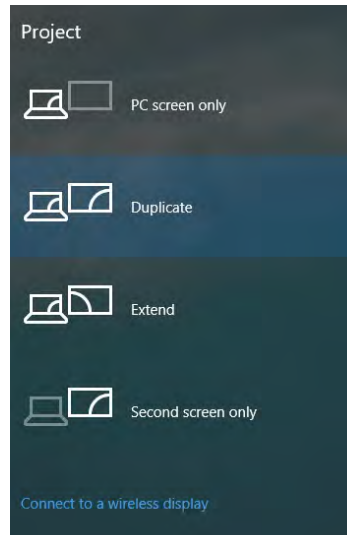 Project
PC screen only
Duplicate
Extend
Second screen only
Connect to a wireless display